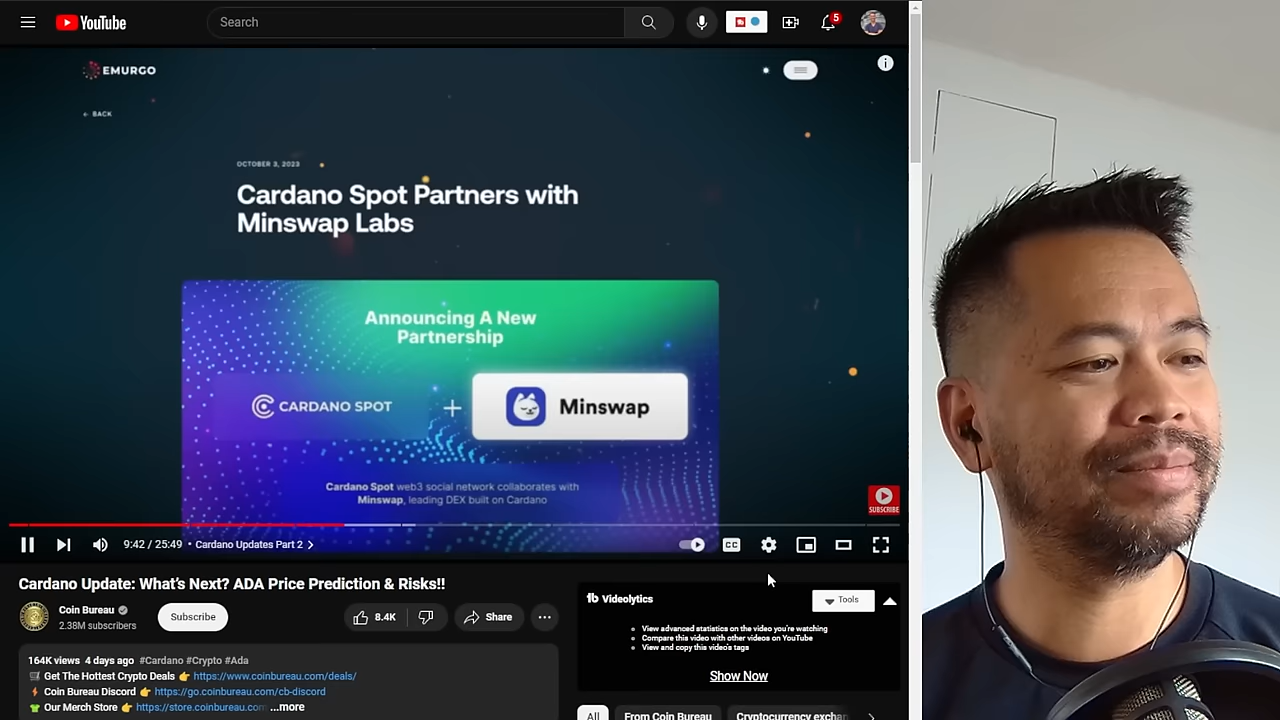 YouTube
Search
5
EMURGO
← BACK
OCTOBER 3, 2023
Cardano Spot Partners with
Minswap Labs
Announcing A New
Partnership
CARDANO SPOT + Minswap
Cardano Spot web3 social network collaborates with
Minswap, leading DEX built on Cardano
SUBSCRIBE
9:42 / 25:49 • Cardano Updates Part 2 >
CC
Cardano Update: What's Next? ADA Price Prediction & Risks!!
Coin Bureau
2.38M subscribers
Subscribe
8.4K
Share
...
164K views 4 days ago #Cardano #Crypto #Ada
🛒 Get The Hottest Crypto Deals 👉 https://www.coinbureau.com/deals/
⚡ Coin Bureau Discord 👉 https://go.coinbureau.com/cb-discord
👕 Our Merch Store 👉 https://store.coinbureau.com ...more
tb Videolytics
Tools
View advanced statistics on the video you're watching
Compare this video with other videos on YouTube
View and copy this video's tags
Show Now
All
From Coin Bureau
Cryptocurrency exchan